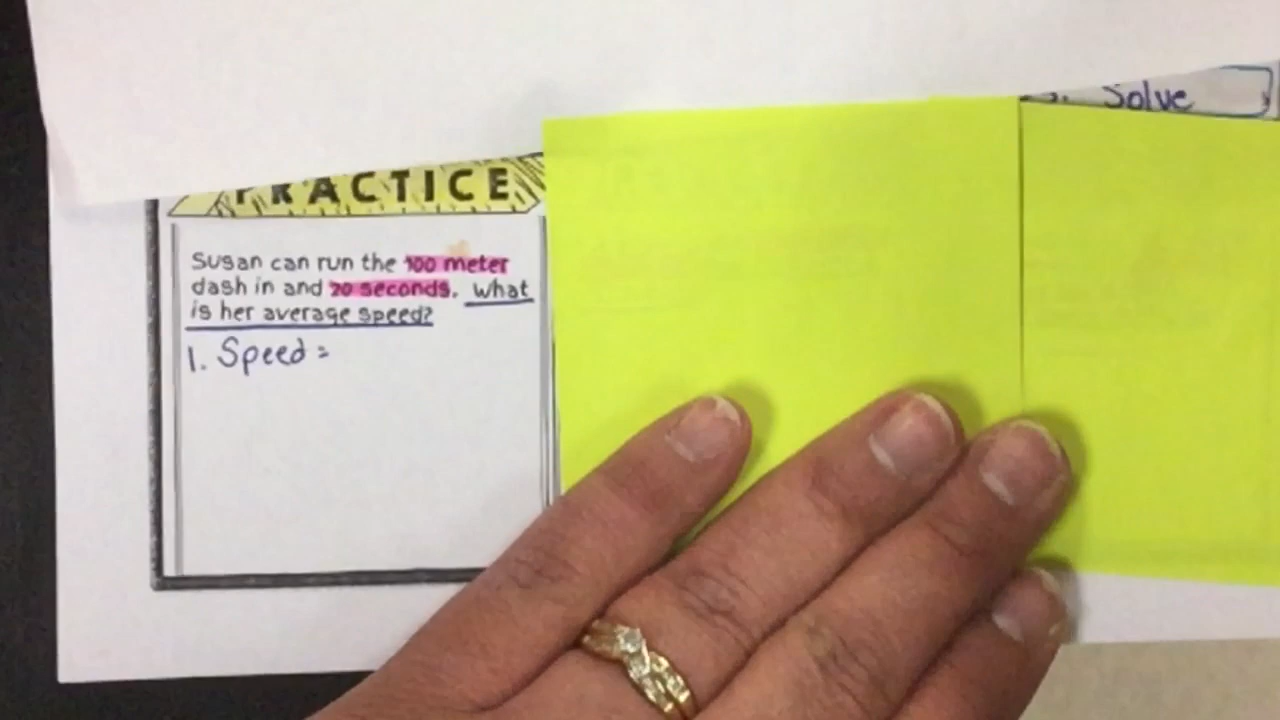 3. Solve
PRACTICE
Susan can run the 100 meter
dash in and 20 seconds. What
is her average speed?
1. Speed =